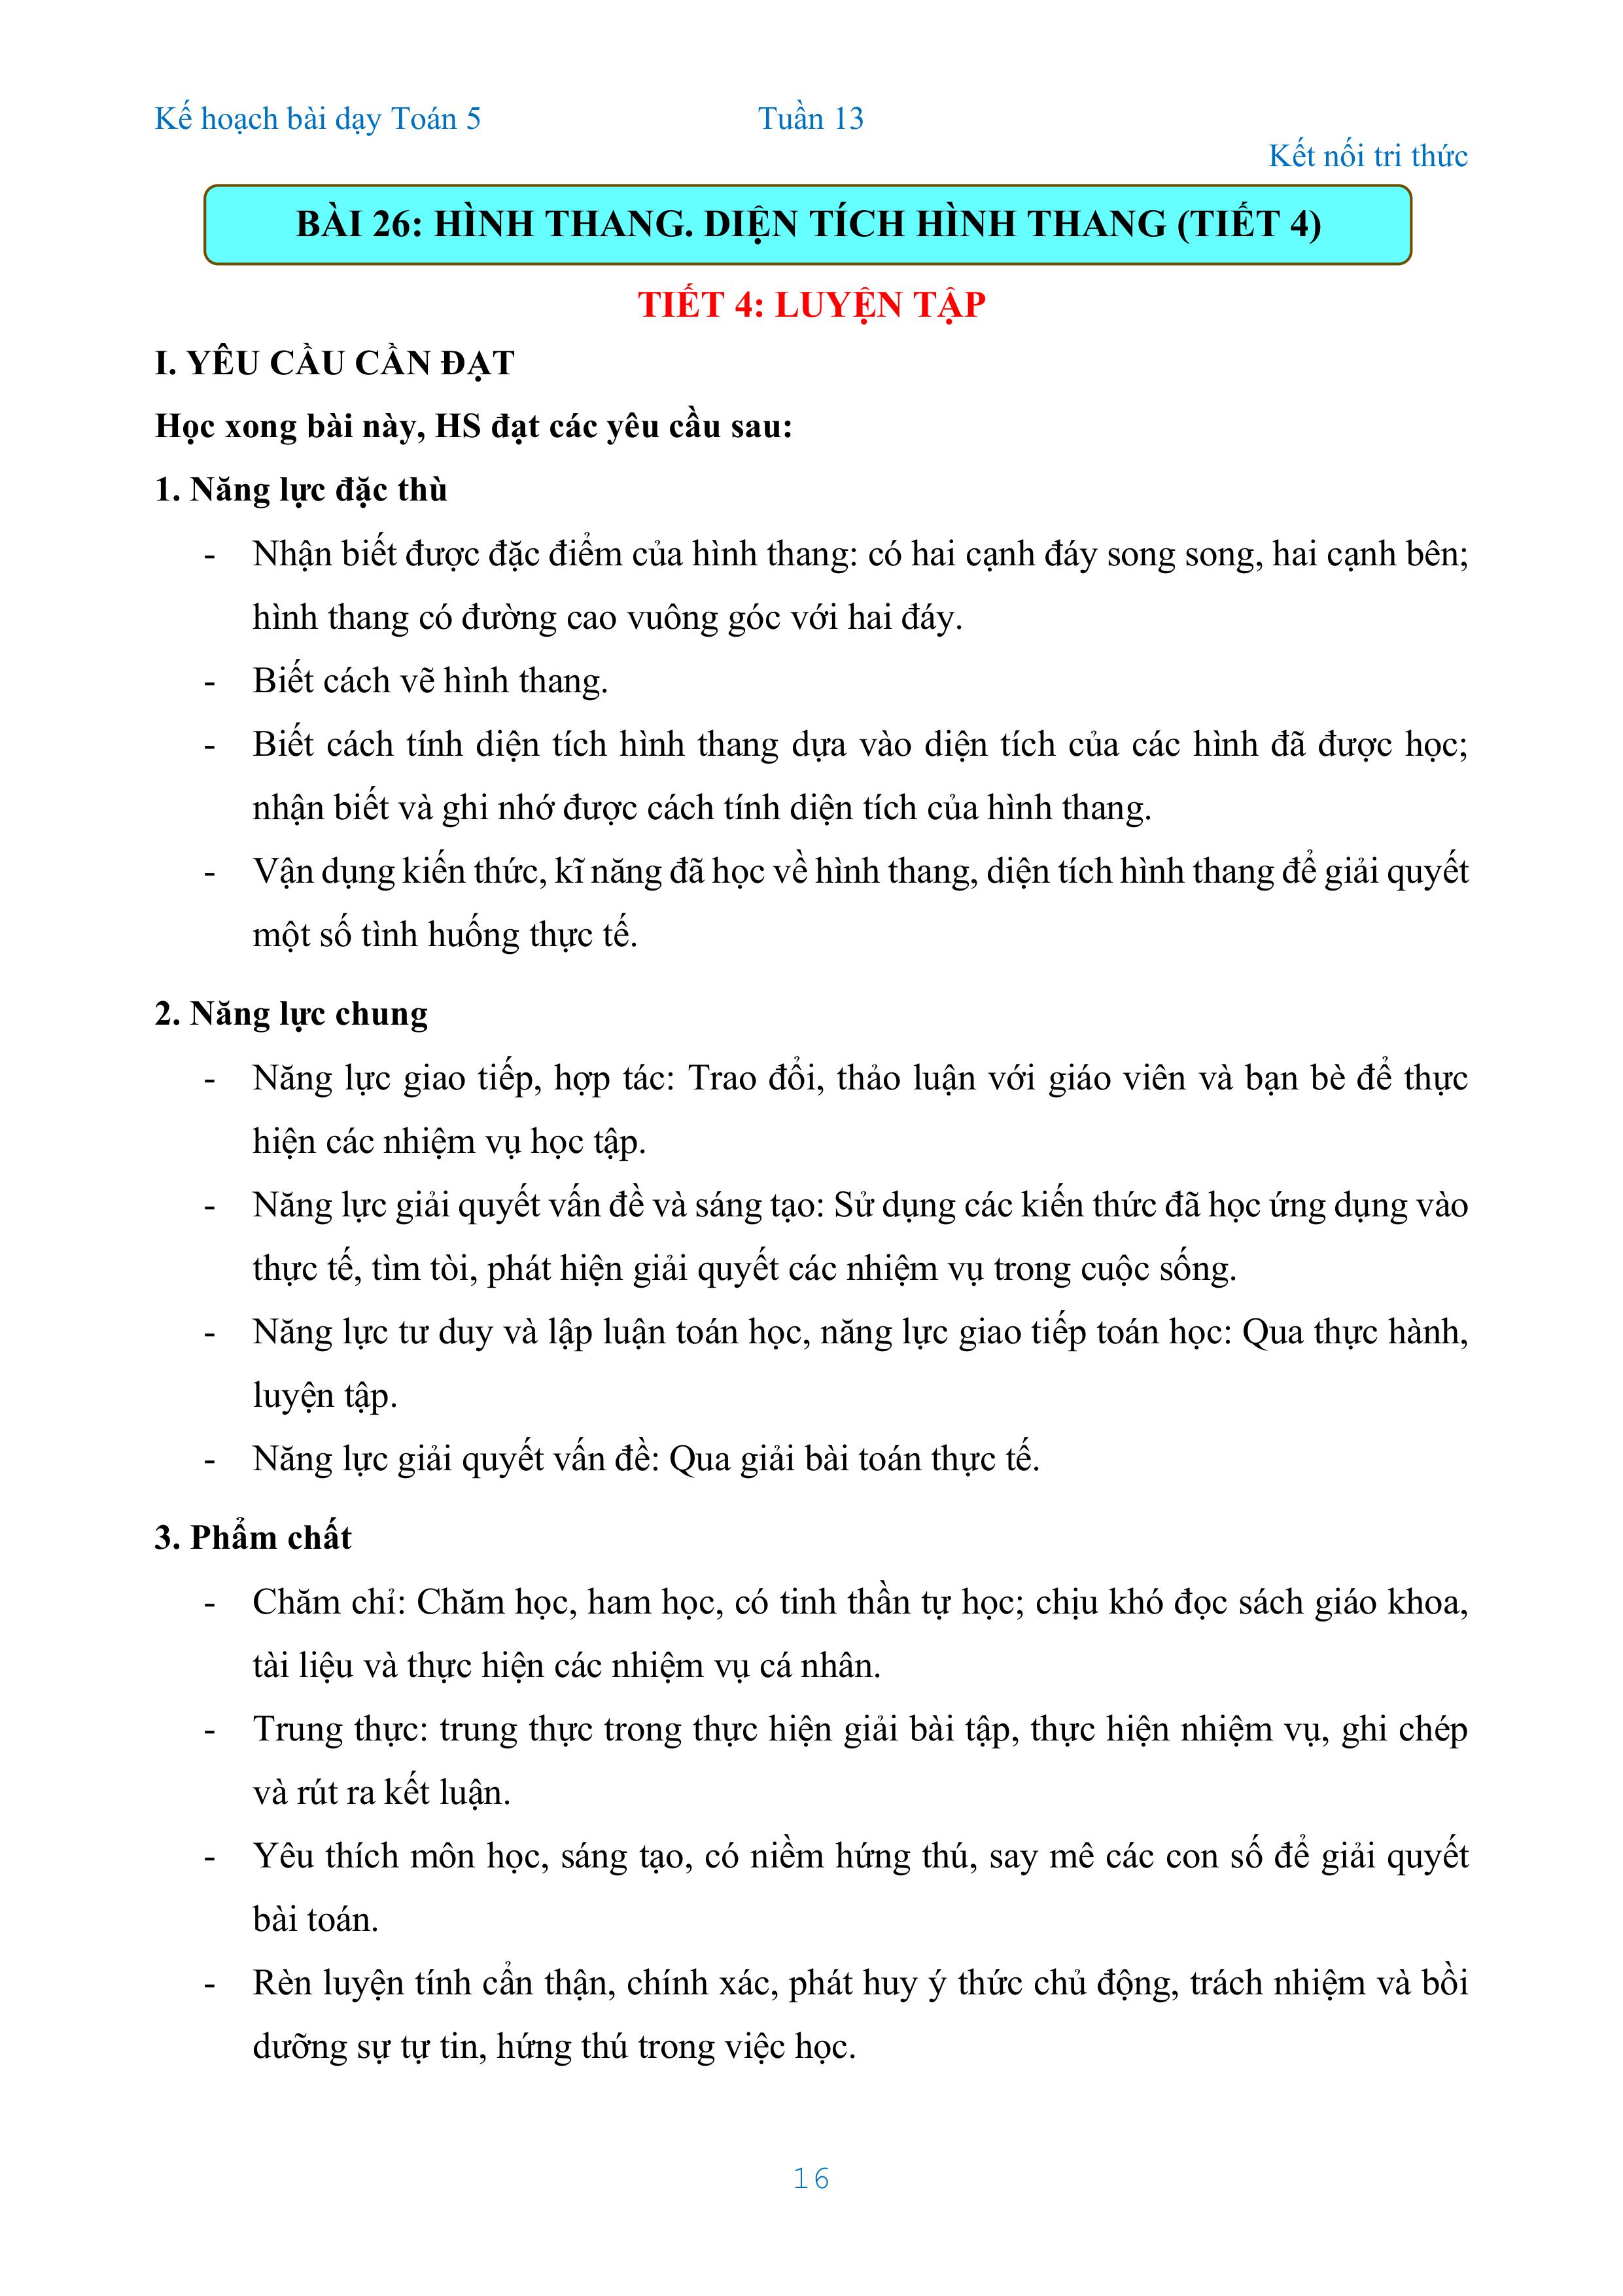 Kế hoạch bài dạy Toán 5 Tuần 13
Kết nối tri thức
BÀI 26: HÌNH THANG. DIỆN TÍCH HÌNH THANG (TIẾT 4)
TIẾT 4: LUYỆN TẬP
I. YÊU CẦU CẦN ĐẠT
Học xong bài này, HS đạt các yêu cầu sau:
1. Năng lực đặc thù
- Nhận biết được đặc điểm của hình thang: có hai cạnh đáy song song, hai cạnh bên;
hình thang có đường cao vuông góc với hai đáy.
- Biết cách vẽ hình thang.
- Biết cách tính diện tích hình thang dựa vào diện tích của các hình đã được học;
nhận biết và ghi nhớ được cách tính diện tích của hình thang.
- Vận dụng kiến thức, kĩ năng đã học về hình thang, diện tích hình thang để giải quyết
một số tình huống thực tế.
2. Năng lực chung
- Năng lực giao tiếp, hợp tác: Trao đổi, thảo luận với giáo viên và bạn bè để thực
hiện các nhiệm vụ học tập.
- Năng lực giải quyết vấn đề và sáng tạo: Sử dụng các kiến thức đã học ứng dụng vào
thực tế, tìm tòi, phát hiện giải quyết các nhiệm vụ trong cuộc sống.
- Năng lực tư duy và lập luận toán học, năng lực giao tiếp toán học: Qua thực hành,
luyện tập.
- Năng lực giải quyết vấn đề: Qua giải bài toán thực tế.
3. Phẩm chất
- Chăm chỉ: Chăm học, ham học, có tinh thần tự học; chịu khó đọc sách giáo khoa,
tài liệu và thực hiện các nhiệm vụ cá nhân.
- Trung thực: trung thực trong thực hiện giải bài tập, thực hiện nhiệm vụ, ghi chép
và rút ra kết luận.
- Yêu thích môn học, sáng tạo, có niềm hứng thú, say mê các con số để giải quyết
bài toán.
- Rèn luyện tính cẩn thận, chính xác, phát huy ý thức chủ động, trách nhiệm và bồi
dưỡng sự tự tin, hứng thú trong việc học.
16